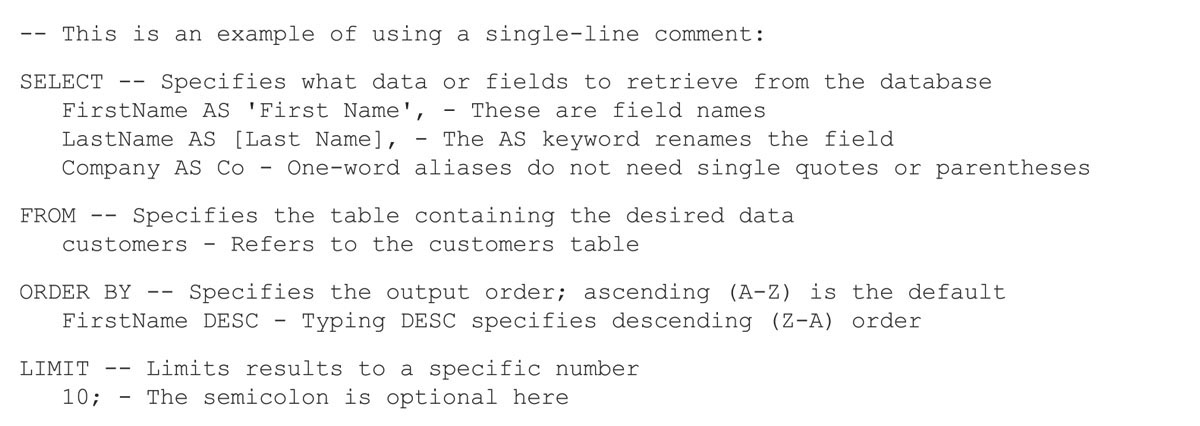 -- This is an example of using a single-line comment:
SELECT -- Specifies what data or fields to retrieve from the database
FirstName AS 'First Name', - These are field names
LastName AS [Last Name], - The AS keyword renames the field
Company AS Co - One-word aliases do not need single quotes or parentheses
FROM -- Specifies the table containing the desired data
customers - Refers to the customers table
ORDER BY -- Specifies the output order; ascending (A-Z) is the default
FirstName DESC - Typing DESC specifies descending (Z-A) order
LIMIT -- Limits results to a specific number
10; - The semicolon is optional here